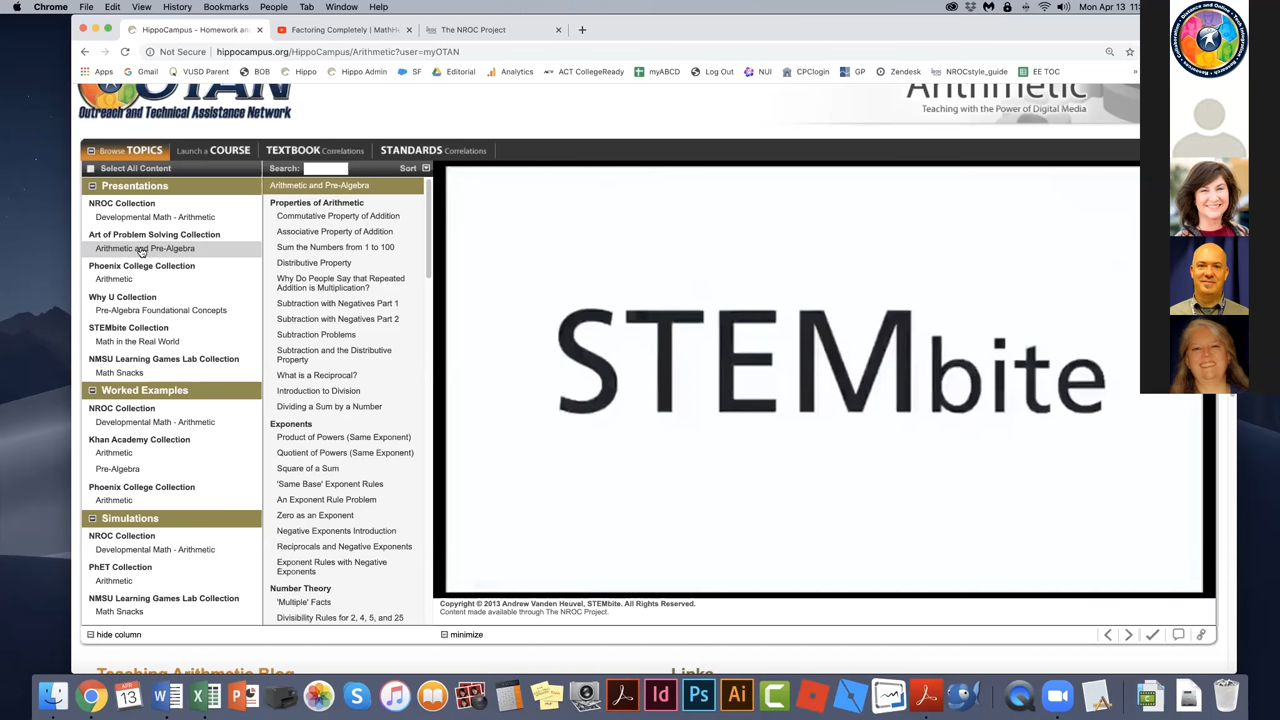 Chrome File Edit View History Bookmarks People Tab Window Help
Mon Apr 13 11:
HippoCampus - Homework an
Factoring Completely | MathH
The NROC Project
Not Secure | hippocampus.org/HippoCampus/Arithmetic?user=myOTAN
Apps Gmail VUSD Parent BOB Hippo Hippo Admin SF Editorial Analytics ACT CollegeReady myABCD Log Out NUI CPClogin GP Zendesk NROCstyle_guide EE TOC »
OTAN
Outreach and Technical Assistance Network
Arithmetic
Teaching with the Power of Digital Media
Browse TOPICS Launch a COURSE TEXTBOOK Correlations STANDARDS Correlations
Select All Content
Search:
Sort
Presentations
NROC Collection
Developmental Math - Arithmetic
Art of Problem Solving Collection
Arithmetic and Pre-Algebra
Phoenix College Collection
Arithmetic
Why U Collection
Pre-Algebra Foundational Concepts
STEMbite Collection
Math in the Real World
NMSU Learning Games Lab Collection
Math Snacks
Worked Examples
NROC Collection
Developmental Math - Arithmetic
Khan Academy Collection
Arithmetic
Pre-Algebra
Phoenix College Collection
Arithmetic
Simulations
NROC Collection
Developmental Math - Arithmetic
PhET Collection
Arithmetic
NMSU Learning Games Lab Collection
Math Snacks
hide column
Arithmetic and Pre-Algebra
Properties of Arithmetic
Commutative Property of Addition
Associative Property of Addition
Sum the Numbers from 1 to 100
Distributive Property
Why Do People Say that Repeated
Addition is Multiplication?
Subtraction with Negatives Part 1
Subtraction with Negatives Part 2
Subtraction Problems
Subtraction and the Distributive
Property
What is a Reciprocal?
Introduction to Division
Dividing a Sum by a Number
Exponents
Product of Powers (Same Exponent)
Quotient of Powers (Same Exponent)
Square of a Sum
'Same Base' Exponent Rules
An Exponent Rule Problem
Zero as an Exponent
Negative Exponents Introduction
Reciprocals and Negative Exponents
Exponent Rules with Negative
Exponents
Number Theory
'Multiple' Facts
Divisibility Rules for 2, 4, 5, and 25
STEMbite
Copyright © 2013 Andrew Vanden Heuvel, STEMbite. All Rights Reserved.
Content made available through The NROC Project.
minimize
Teaching Arithmetic Blog
Links
APR
13
Id
Ps
Ai